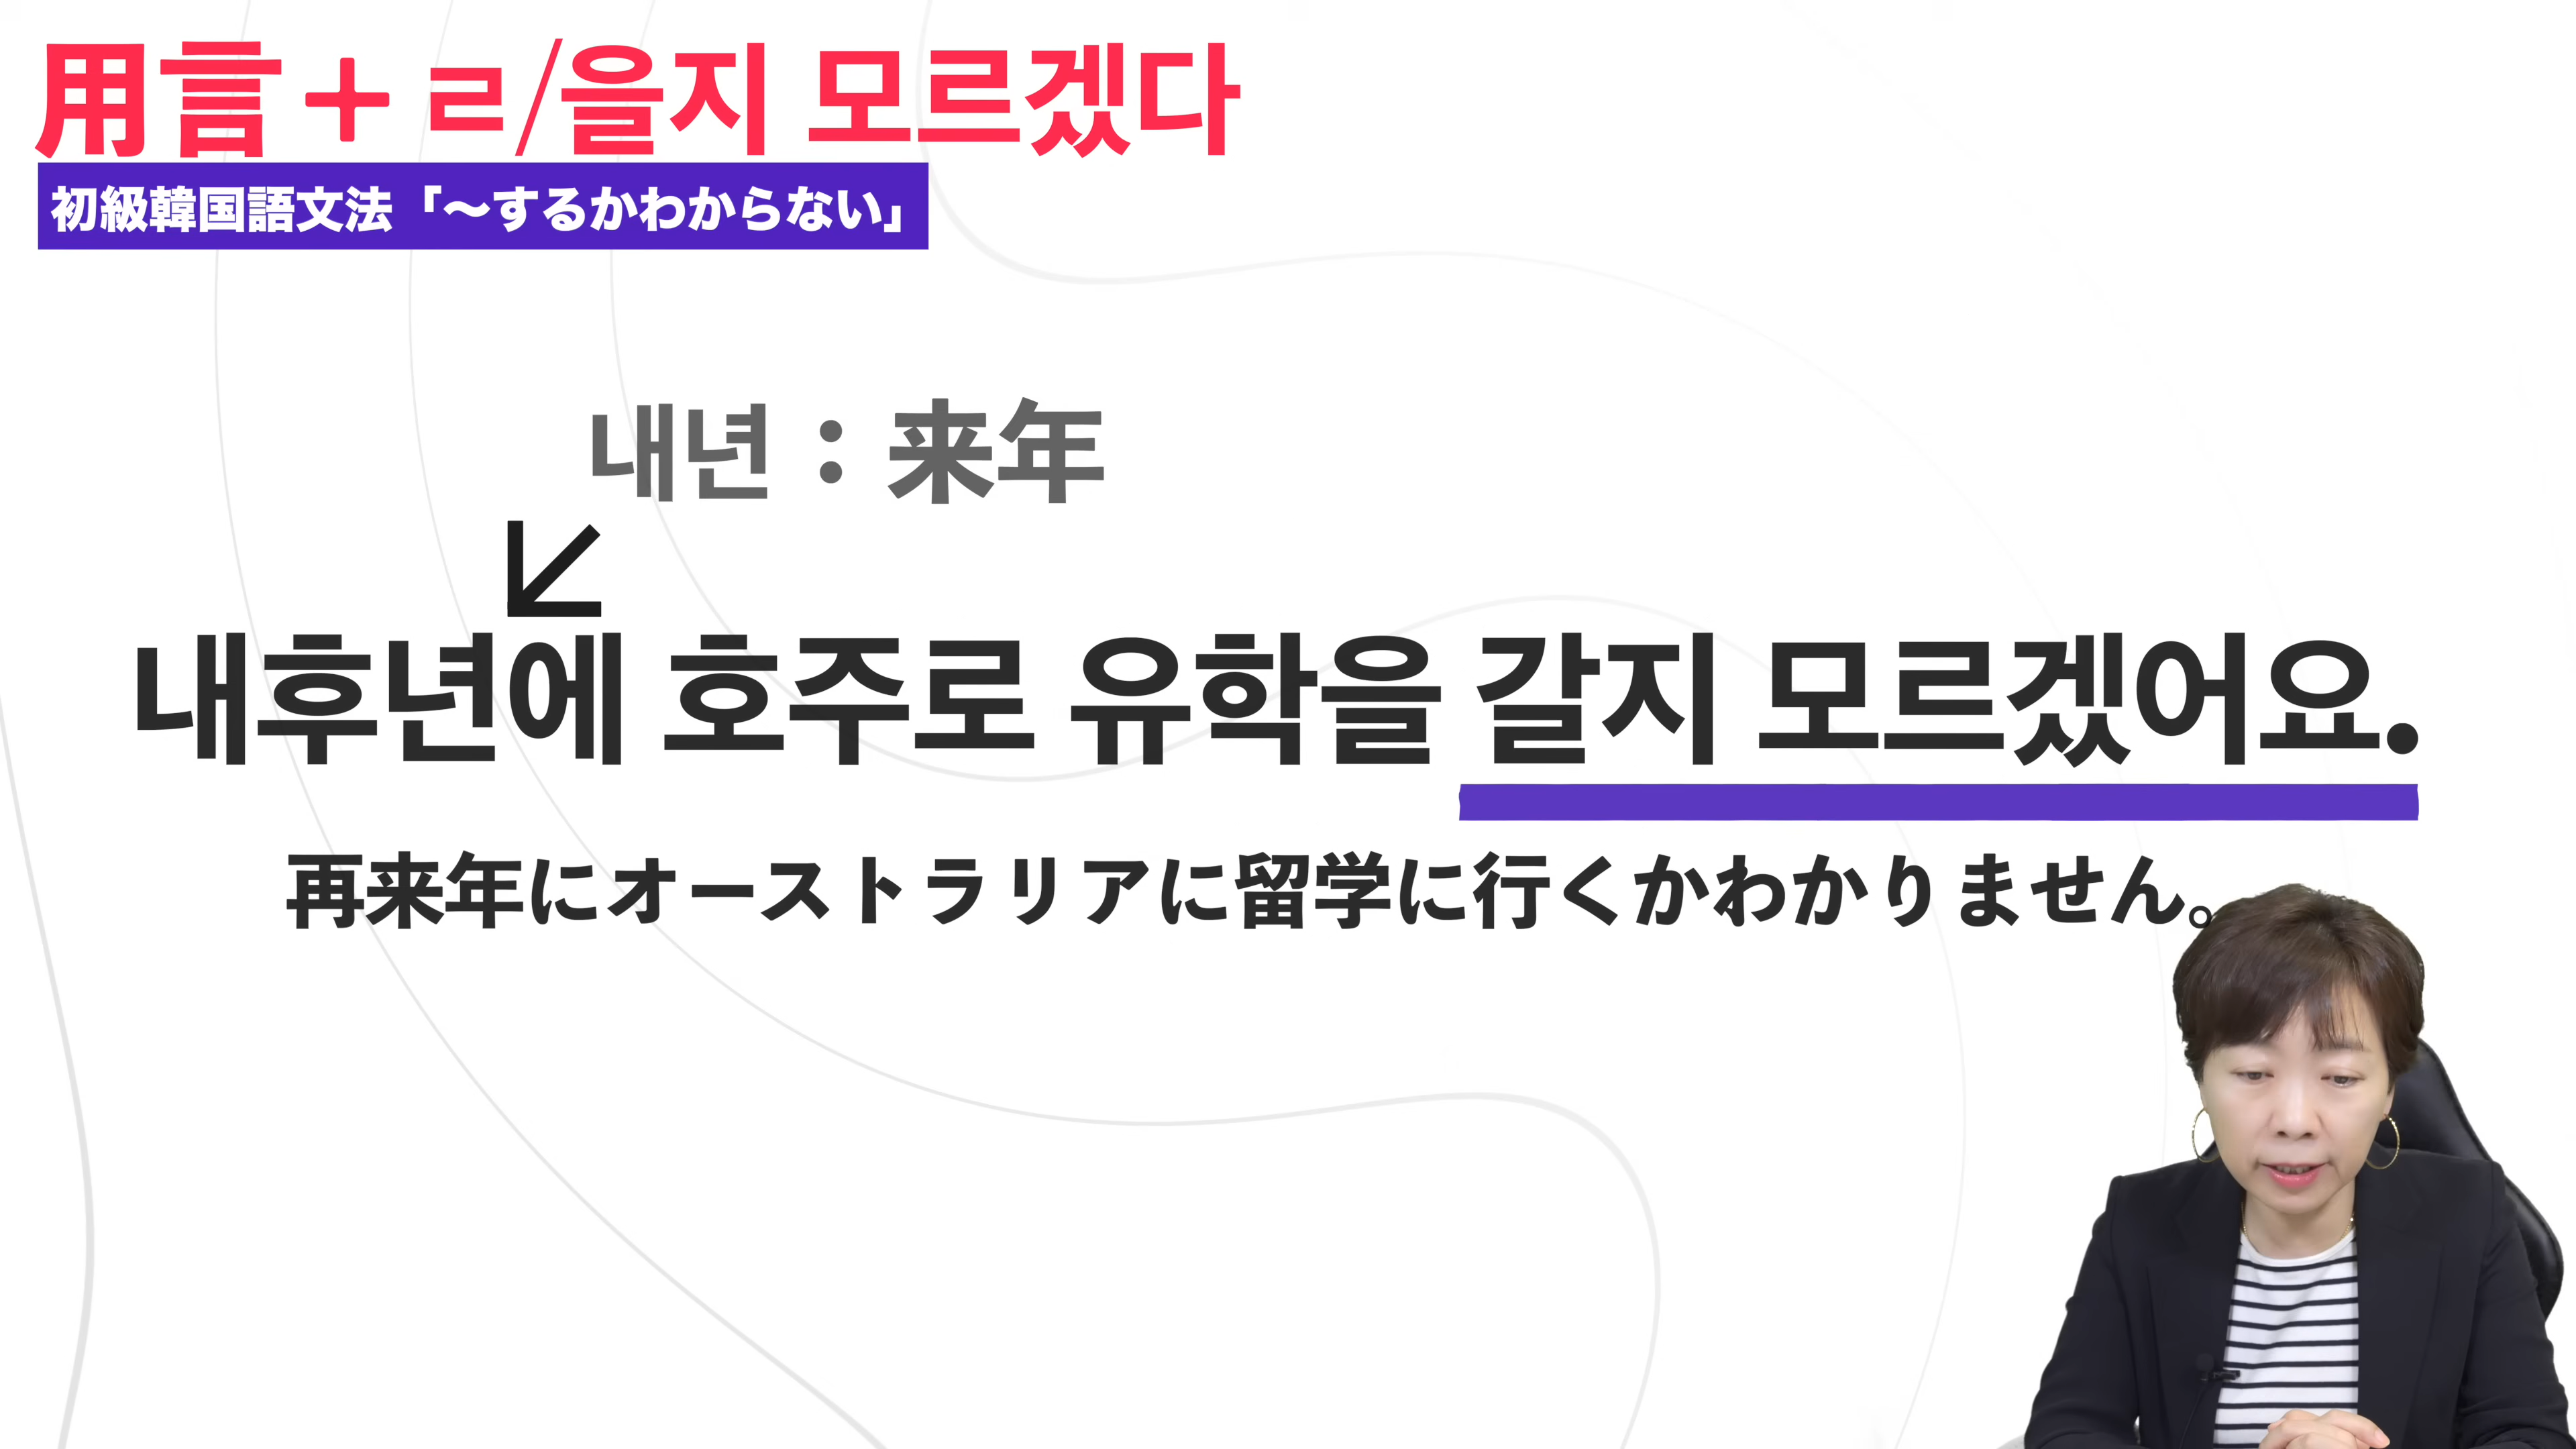 用言＋ㄹ/을지 모르겠다
初級韓国語文法「～するかわからない」
내년：来年
내후년에 호주로 유학을 갈지 모르겠어요.
再来年にオーストラリアに留学に行くかわかりません。